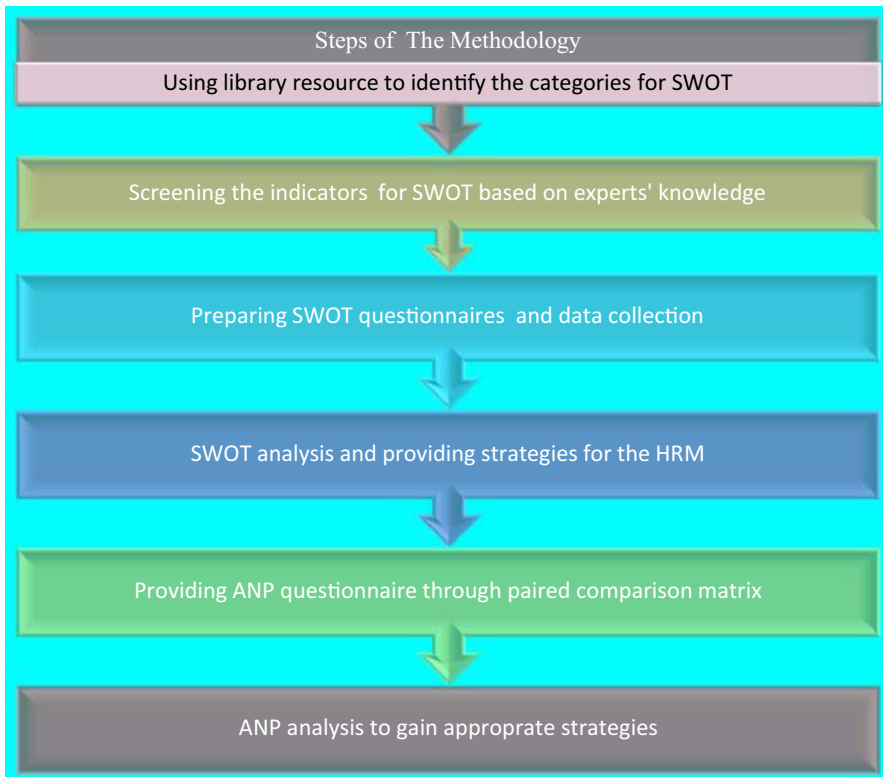 Steps of The Methodology
Using library resource to identify the categories for SWOT
Screening the indicators for SWOT based on experts' knowledge
Preparing SWOT questionnaires and data collection
SWOT analysis and providing strategies for the HRM
Providing ANP questionnaire through paired comparison matrix
ANP analysis to gain approprate strategies